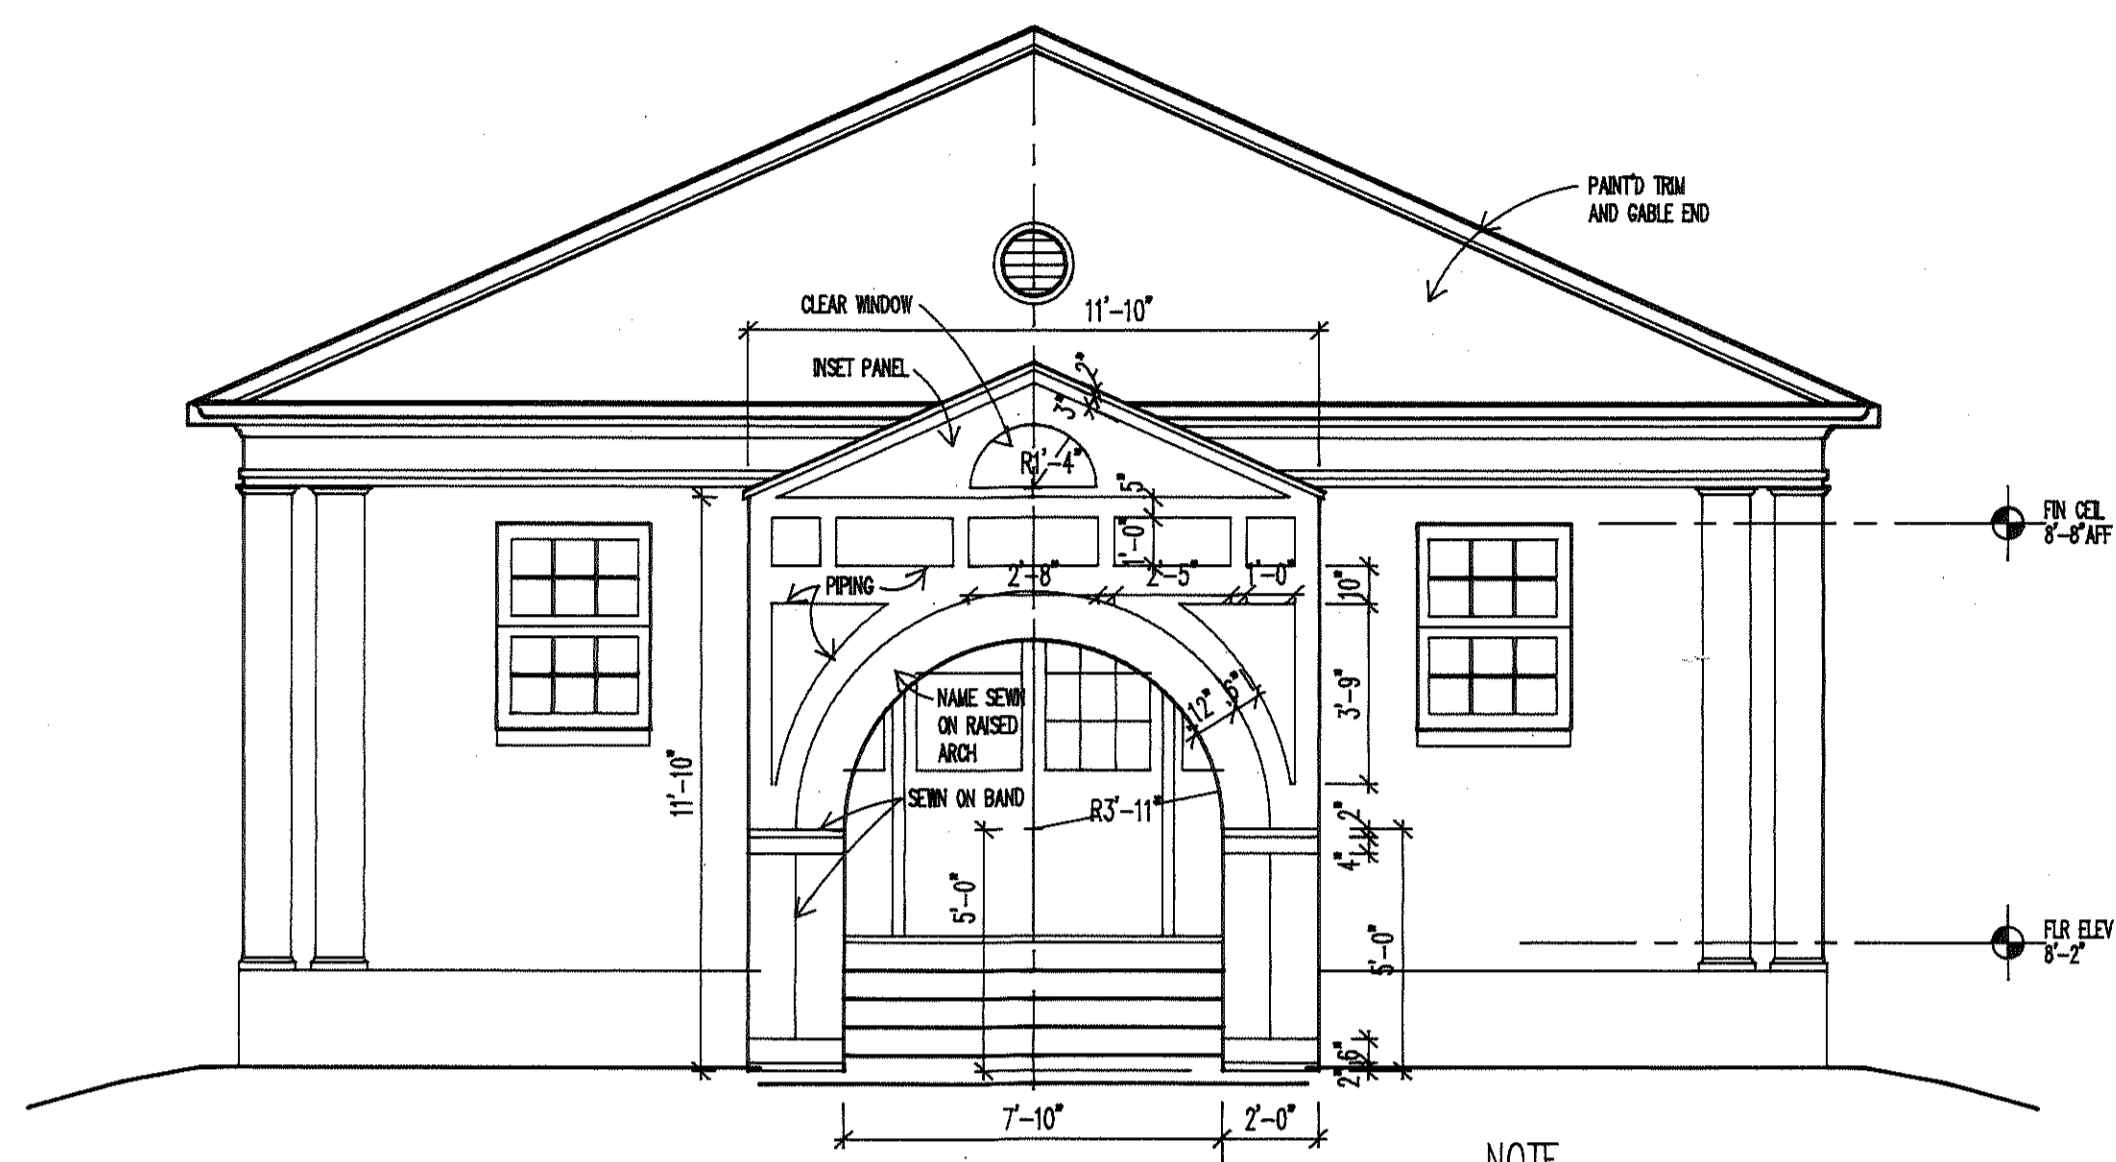 PAINT'D TRIM
AND GABLE END
CLEAR WINDOW
11'-10"
INSET PANEL
2"
3"
R1'-4"
5"
FIN CEIL
8'-8" AFF
1'-0"
2'-8"
2'-5"
1'-0"
10"
PIPING
NAME SEWN
ON RAISED
ARCH
12"
6"
3'-9"
11'-10"
SEWN ON BAND
R3'-11"
2"
4"
5'-0"
5'-0"
FLR ELEV
8'-2"
6"
2"
7'-10"
2'-0"
NOTE